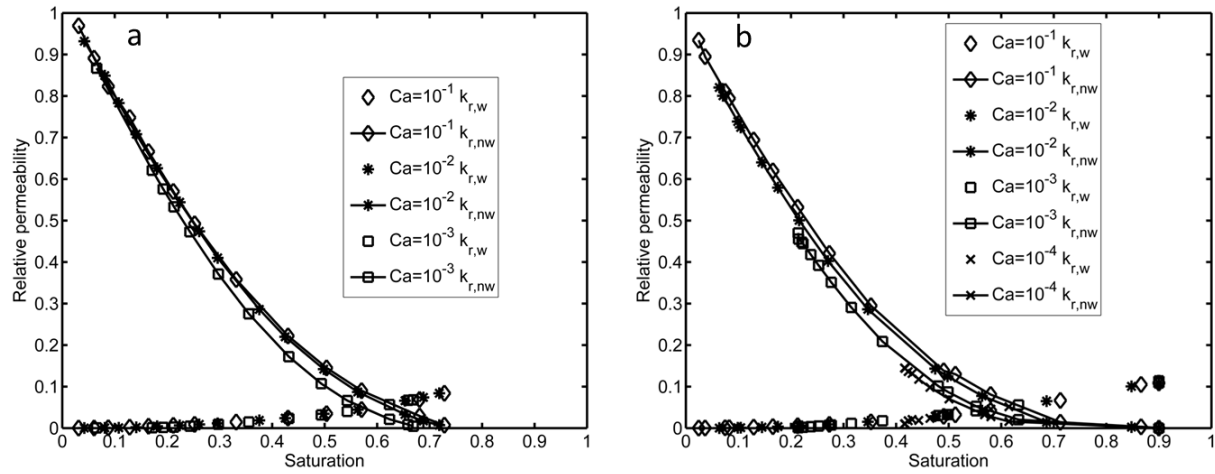 a
1
0.9
0.8
0.7
0.6
0.5
0.4
0.3
0.2
0.1
0
Relative permeability
0 0.1 0.2 0.3 0.4 0.5 0.6 0.7 0.8 0.9 1
Saturation
Ca=10^-1 k_r,w
Ca=10^-1 k_r,nw
Ca=10^-2 k_r,w
Ca=10^-2 k_r,nw
Ca=10^-3 k_r,w
Ca=10^-3 k_r,nw
b
1
0.9
0.8
0.7
0.6
0.5
0.4
0.3
0.2
0.1
0
Relative permeability
0 0.1 0.2 0.3 0.4 0.5 0.6 0.7 0.8 0.9 1
Saturation
Ca=10^-1 k_r,w
Ca=10^-1 k_r,nw
Ca=10^-2 k_r,w
Ca=10^-2 k_r,nw
Ca=10^-3 k_r,w
Ca=10^-3 k_r,nw
Ca=10^-4 k_r,w
Ca=10^-4 k_r,nw